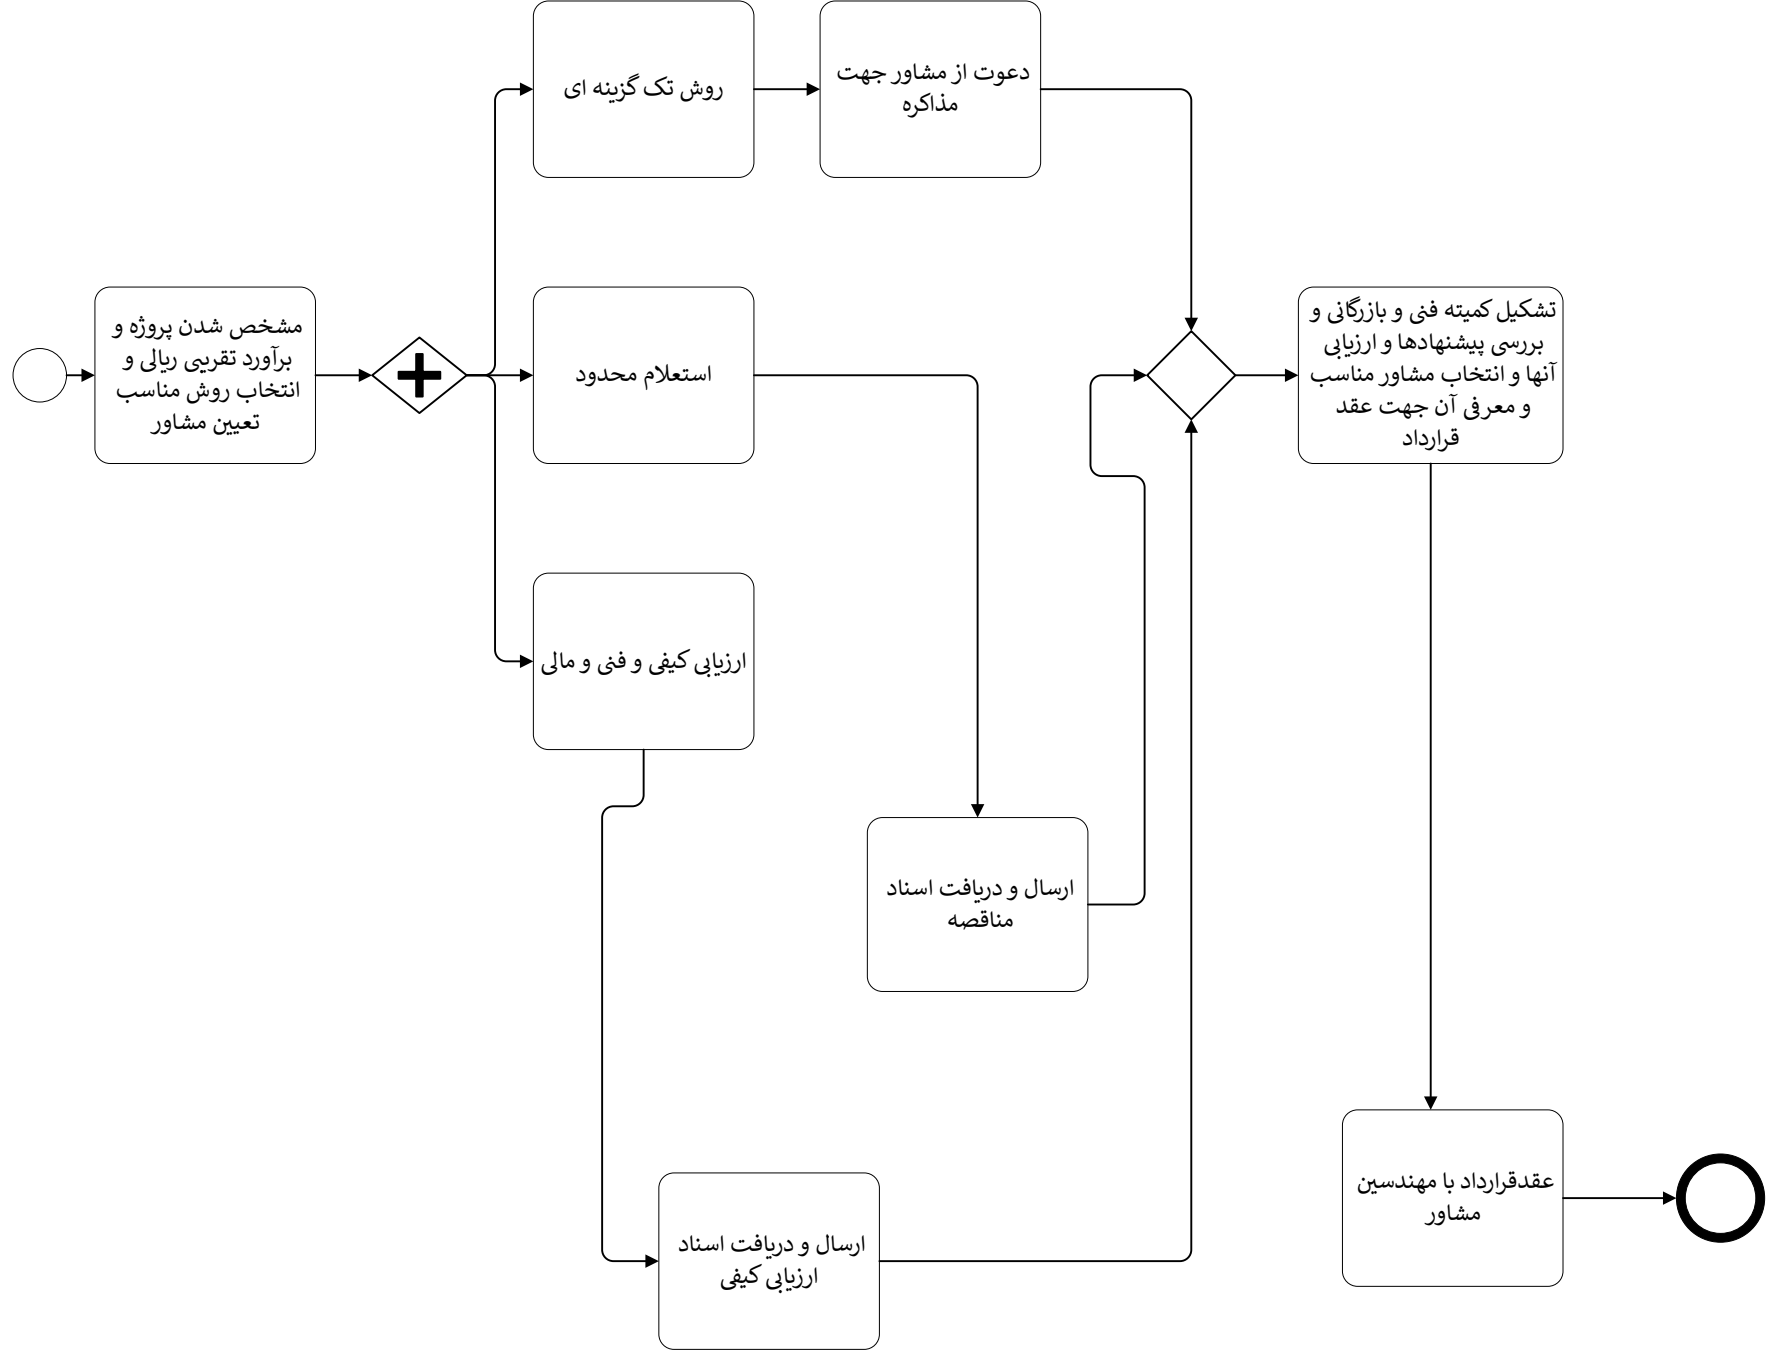 روش تک گزینه ای
دعوت از مشاور جهت
مذاکره
مشخص شدن پروژه و
برآورد تقریبی ریالی و
انتخاب روش مناسب
تعیین مشاور
استعلام محدود
تشکیل کمیته فنی و بازرگانی و
بررسی پیشنهادها و ارزیابی
آنها و انتخاب مشاور مناسب
و معرفی آن جهت عقد
قرارداد
ارزیابی کیفی و فنی و مالی
ارسال و دریافت اسناد
مناقصه
عقدقرارداد با مهندسین
مشاور
ارسال و دریافت اسناد
ارزیابی کیفی